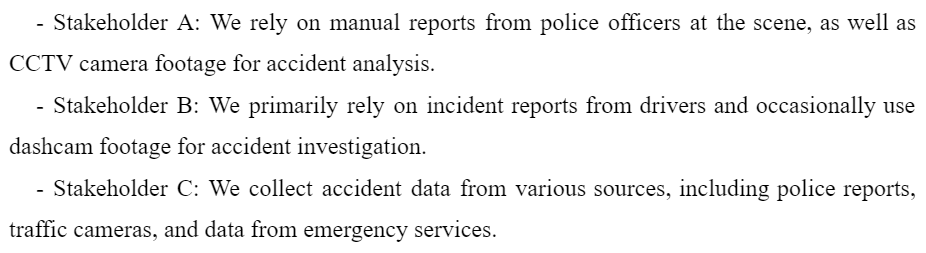 - Stakeholder A: We rely on manual reports from police officers at the scene, as well as
CCTV camera footage for accident analysis.
- Stakeholder B: We primarily rely on incident reports from drivers and occasionally use
dashcam footage for accident investigation.
- Stakeholder C: We collect accident data from various sources, including police reports,
traffic cameras, and data from emergency services.